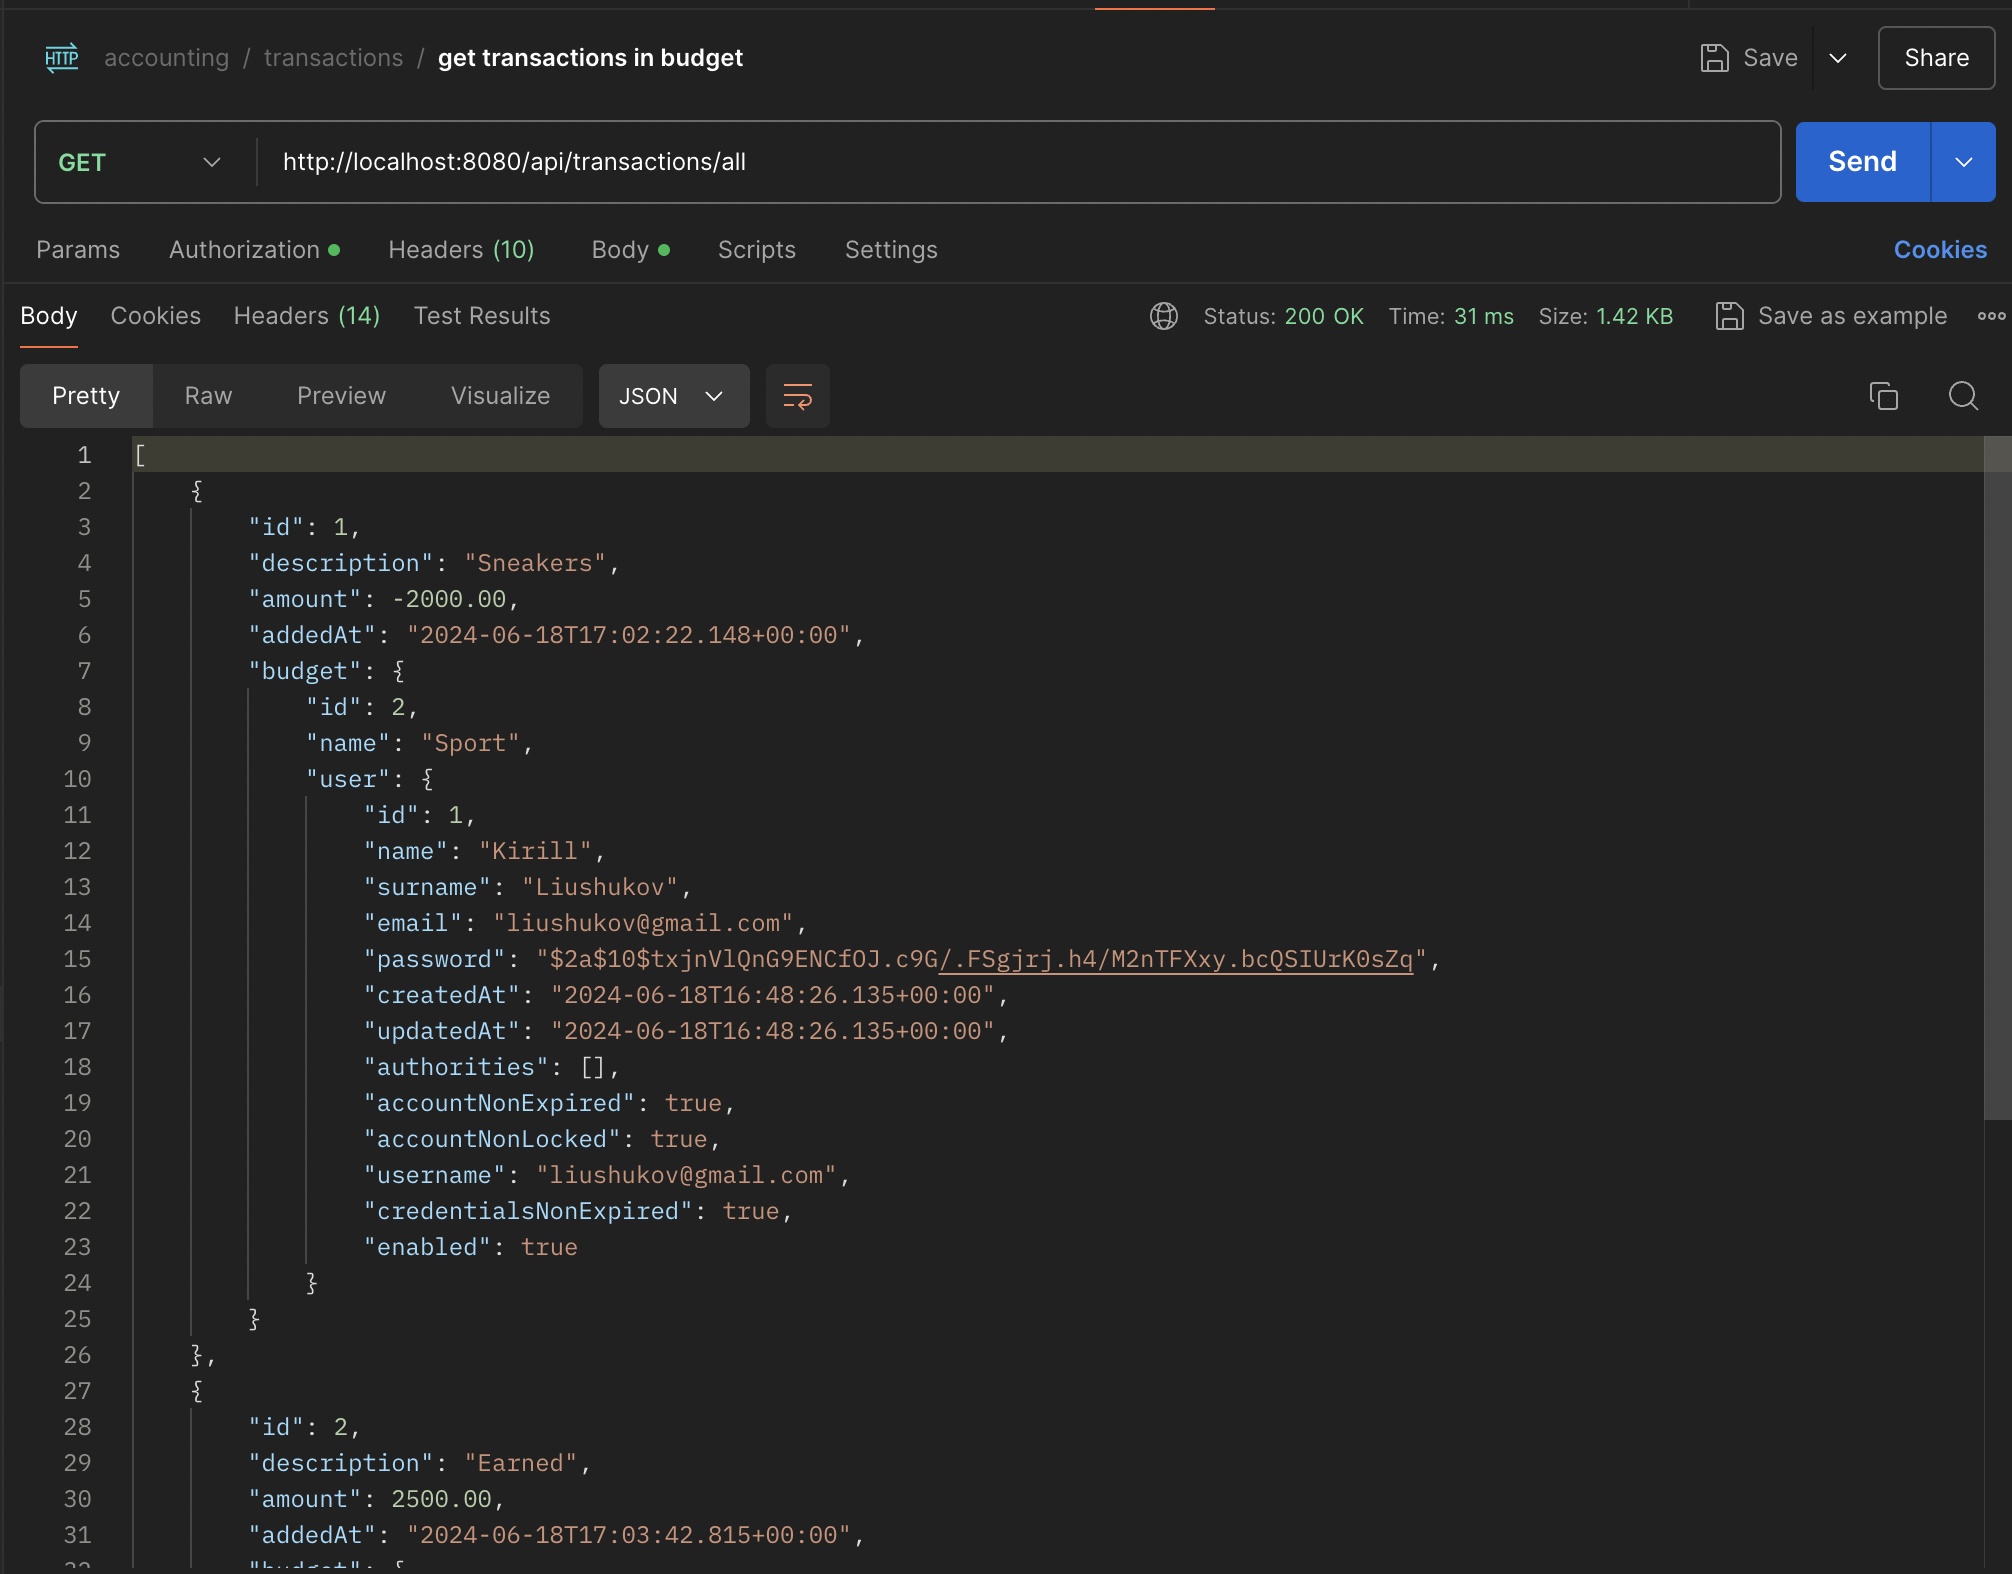 HTTP accounting / transactions / get transactions in budget Save Share
GET http://localhost:8080/api/transactions/all Send
Params Authorization Headers (10) Body Scripts Settings Cookies
Body Cookies Headers (14) Test Results Status: 200 OK Time: 31 ms Size: 1.42 KB Save as example
Pretty Raw Preview Visualize JSON
1 [
2 {
3 "id": 1,
4 "description": "Sneakers",
5 "amount": -2000.00,
6 "addedAt": "2024-06-18T17:02:22.148+00:00",
7 "budget": {
8 "id": 2,
9 "name": "Sport",
10 "user": {
11 "id": 1,
12 "name": "Kirill",
13 "surname": "Liushukov",
14 "email": "liushukov@gmail.com",
15 "password": "$2a$10$txjnVlQnG9ENCfOJ.c9G/.FSgjrj.h4/M2nTFXxy.bcQSIUrK0sZq",
16 "createdAt": "2024-06-18T16:48:26.135+00:00",
17 "updatedAt": "2024-06-18T16:48:26.135+00:00",
18 "authorities": [],
19 "accountNonExpired": true,
20 "accountNonLocked": true,
21 "username": "liushukov@gmail.com",
22 "credentialsNonExpired": true,
23 "enabled": true
24 }
25 }
26 },
27 {
28 "id": 2,
29 "description": "Earned",
30 "amount": 2500.00,
31 "addedAt": "2024-06-18T17:03:42.815+00:00",
32 "budget": {